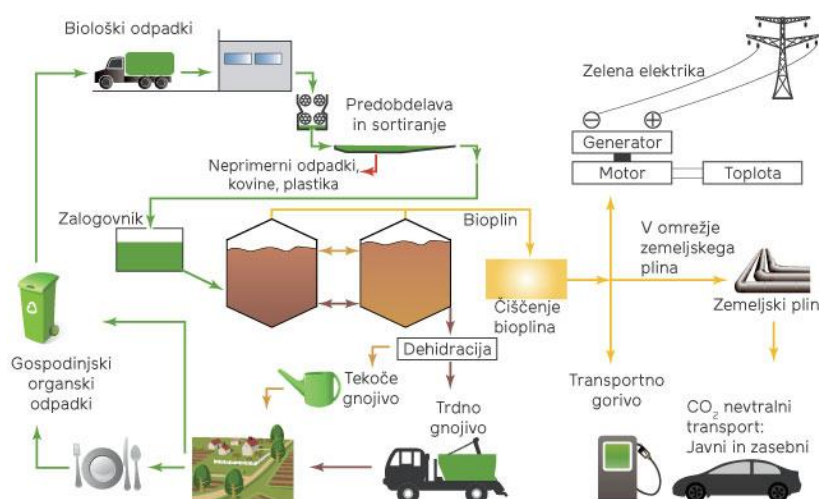 Biološki odpadki
Zelena elektrika
Predobdelava
in sortiranje
Generator
Motor
Toplota
Neprimerni odpadki,
kovine, plastika
Zalogovnik
Bioplin
V omrežje
zemeljskega
plina
Čiščenje
bioplina
Zemeljski plin
Dehidracija
Gospodinjski
organski
odpadki
Tekoče
gnojivo
Trdno
gnojivo
Transportno
gorivo
CO₂ nevtralni
transport:
Javni in zasebni